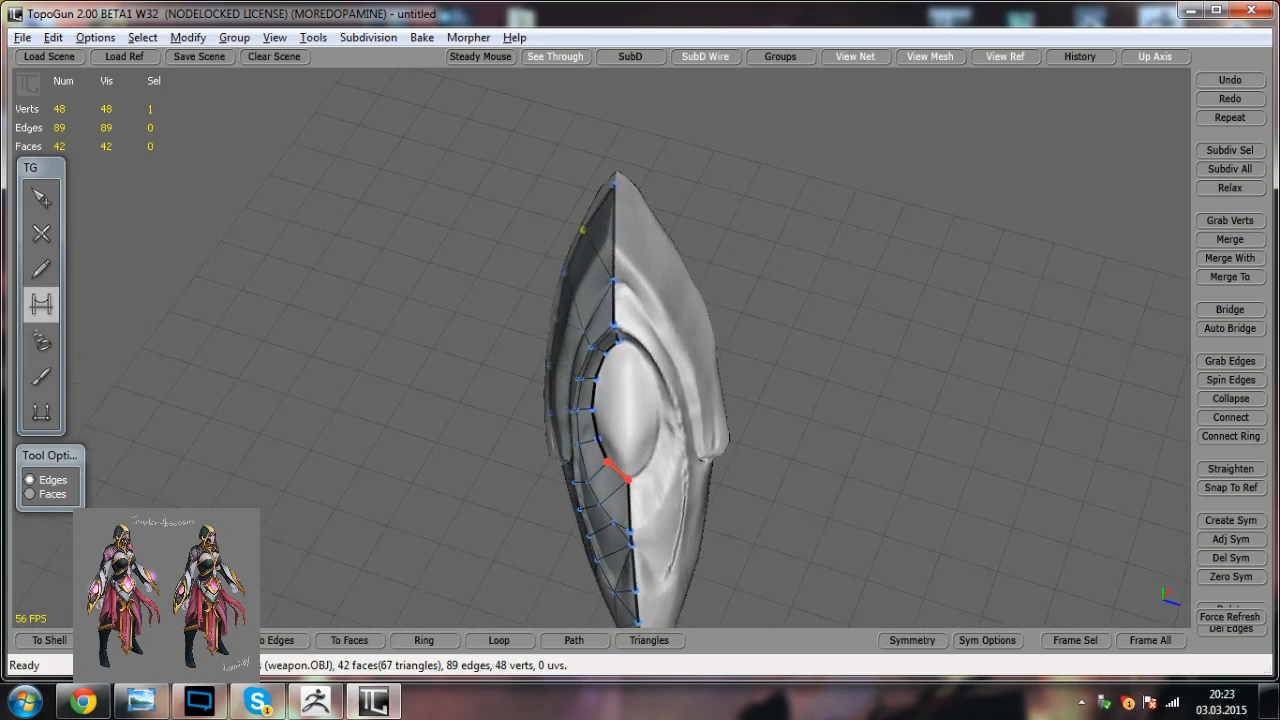 TopoGun 2.00 BETA1 W32 (NODELOCKED LICENSE) (MOREDOPAMINE) - untitled
File Edit Options Select Modify Group View Tools Subdivision Bake Morpher Help
Load Scene Load Ref Save Scene Clear Scene Steady Mouse See Through SubD SubD Wire Groups View Net View Mesh View Ref History Up Axis
Num Vis Sel
Verts 48 48 1
Edges 89 89 0
Faces 42 42 0
TG
Tool Opti...
Edges
Faces
Undo
Redo
Repeat
Subdiv Sel
Subdiv All
Relax
Grab Verts
Merge
Merge With
Merge To
Bridge
Auto Bridge
Grab Edges
Spin Edges
Collapse
Connect
Connect Ring
Straighten
Snap To Ref
Create Sym
Adj Sym
Del Sym
Zero Sym
Force Refresh
Del Edges
Templar Assassin
56 FPS
To Shell o Edges To Faces Ring Loop Path Triangles Symmetry Sym Options Frame Sel Frame All
Ready (weapon.OBJ), 42 faces(67 triangles), 89 edges, 48 verts, 0 uvs.
20:23
03.03.2015